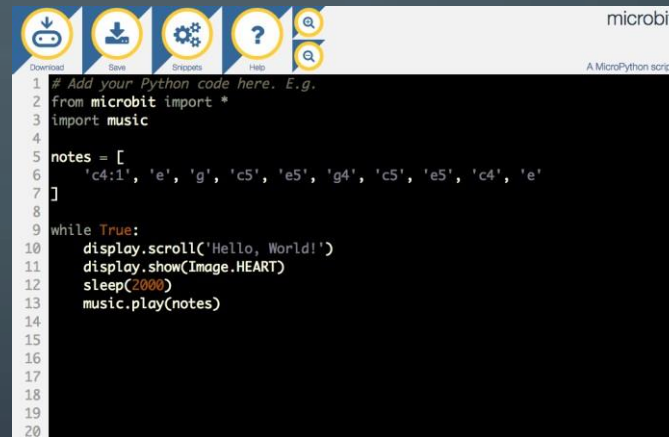 microbit
Download
Save
Snippets
Help
A MicroPython script
1 # Add your Python code here. E.g.
2 from microbit import *
3 import music
4
5 notes = [
6     'c4:1', 'e', 'g', 'c5', 'e5', 'g4', 'c5', 'e5', 'c4', 'e'
7 ]
8
9 while True:
10     display.scroll('Hello, World!')
11     display.show(Image.HEART)
12     sleep(2000)
13     music.play(notes)
14
15
16
17
18
19
20